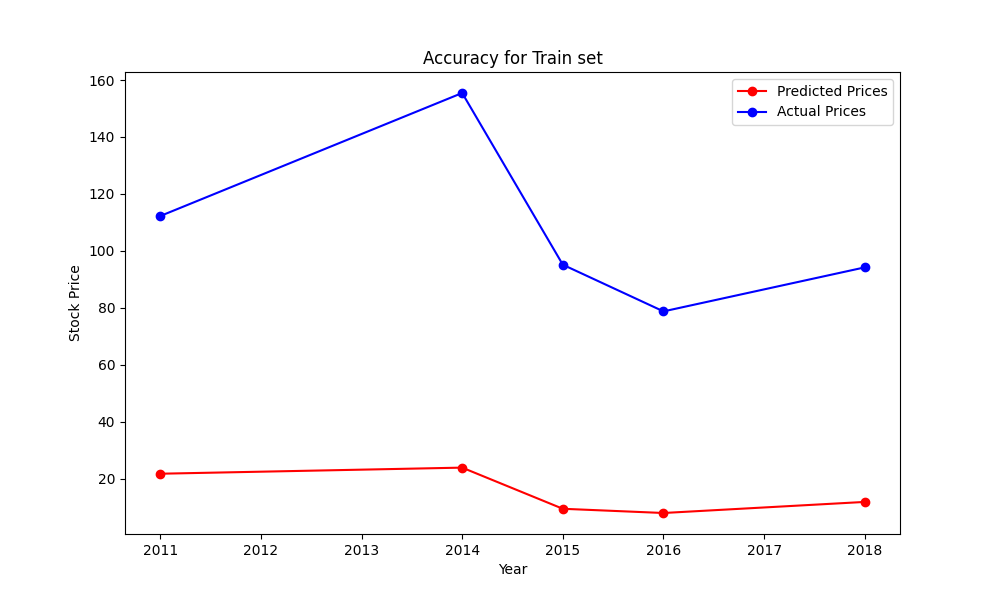 Accuracy for Train set
Predicted Prices
Actual Prices
160
140
120
100
80
60
40
20
Stock Price
2011 2012 2013 2014 2015 2016 2017 2018
Year